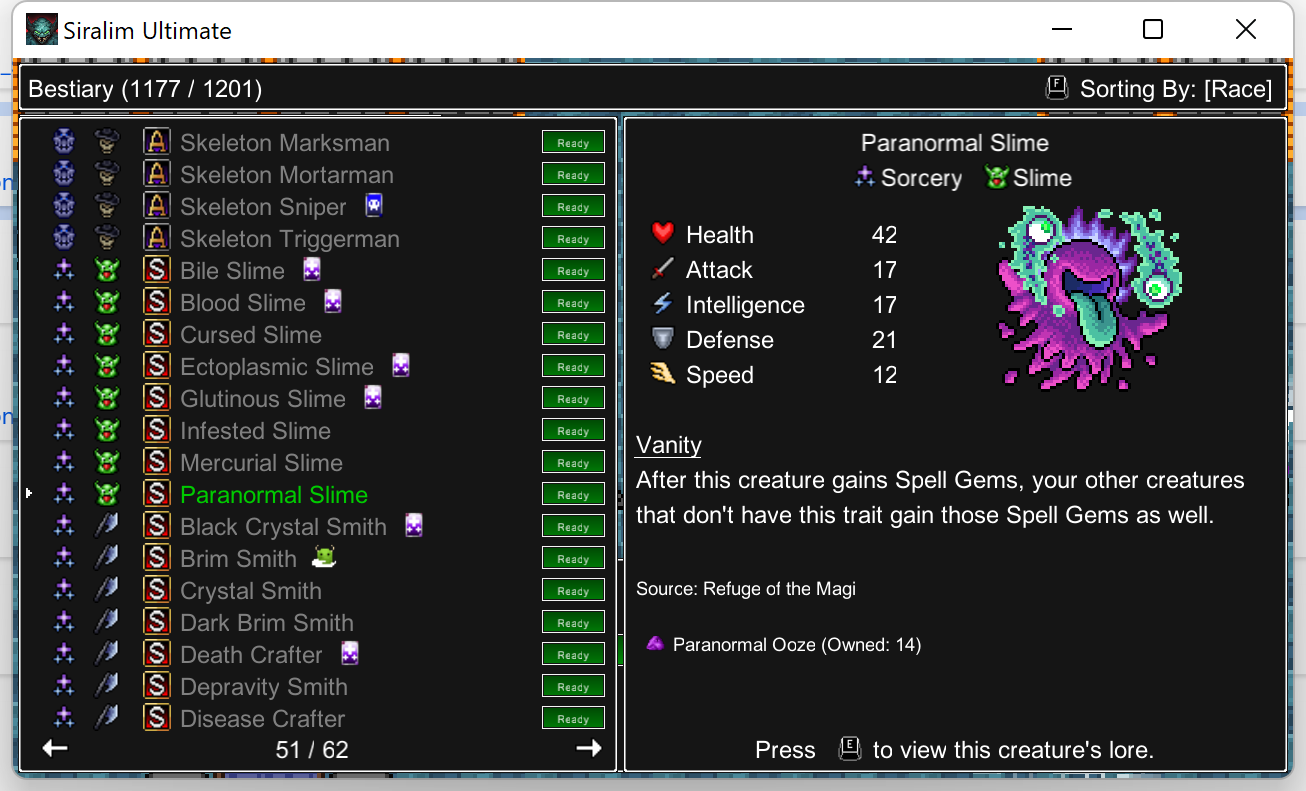 Siralim Ultimate
Bestiary (1177 / 1201)
F Sorting By: [Race]
A Skeleton Marksman Ready
A Skeleton Mortarman Ready
A Skeleton Sniper Ready
A Skeleton Triggerman Ready
S Bile Slime Ready
S Blood Slime Ready
S Cursed Slime Ready
S Ectoplasmic Slime Ready
S Glutinous Slime Ready
S Infested Slime Ready
S Mercurial Slime Ready
S Paranormal Slime Ready
S Black Crystal Smith Ready
S Brim Smith Ready
S Crystal Smith Ready
S Dark Brim Smith Ready
S Death Crafter Ready
S Depravity Smith Ready
S Disease Crafter Ready
51 / 62
Paranormal Slime
Sorcery Slime
Health 42
Attack 17
Intelligence 17
Defense 21
Speed 12
Vanity
After this creature gains Spell Gems, your other creatures
that don't have this trait gain those Spell Gems as well.
Source: Refuge of the Magi
Paranormal Ooze (Owned: 14)
Press E to view this creature's lore.